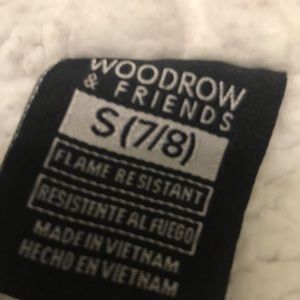 WOODROW
& FRIENDS
S (7/8)
FLAME RESISTANT
RESISTENTE AL FUEGO
MADE IN VIETNAM
HECHO EN VIETNAM